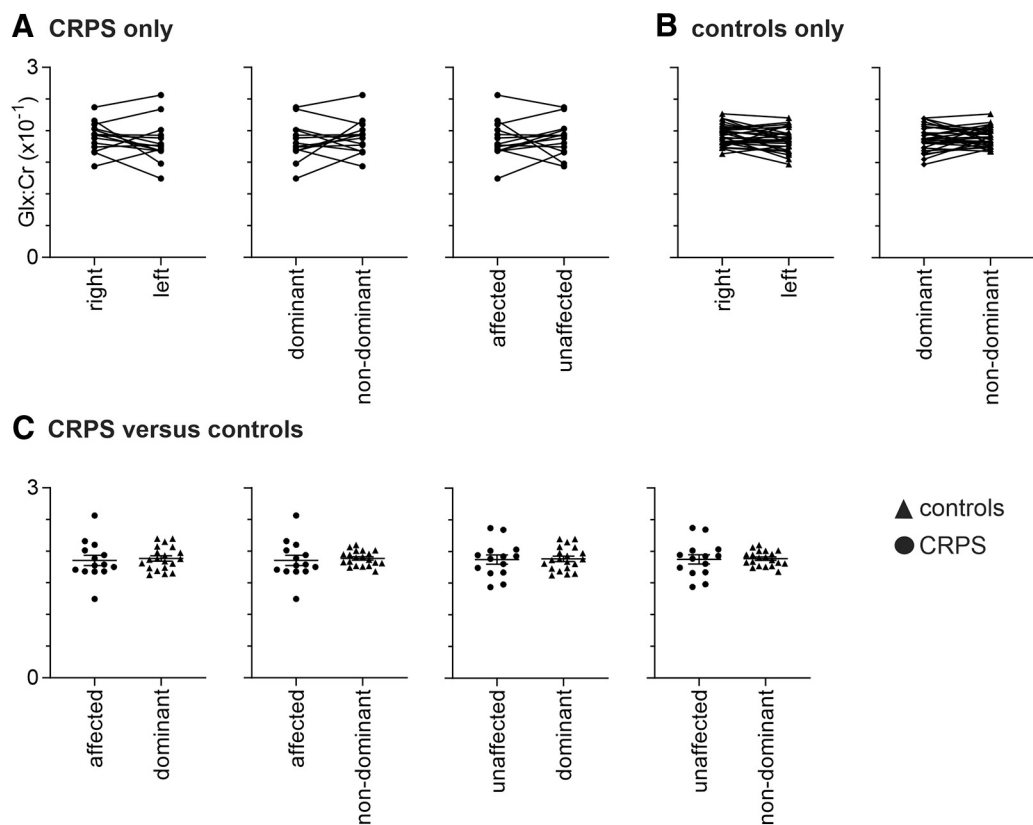 A CRPS only
B controls only
3
Glx:Cr (x10-1)
0
right
left
dominant
non-dominant
affected
unaffected
right
left
dominant
non-dominant
C CRPS versus controls
3
0
controls
CRPS
affected
dominant
affected
non-dominant
unaffected
dominant
unaffected
non-dominant